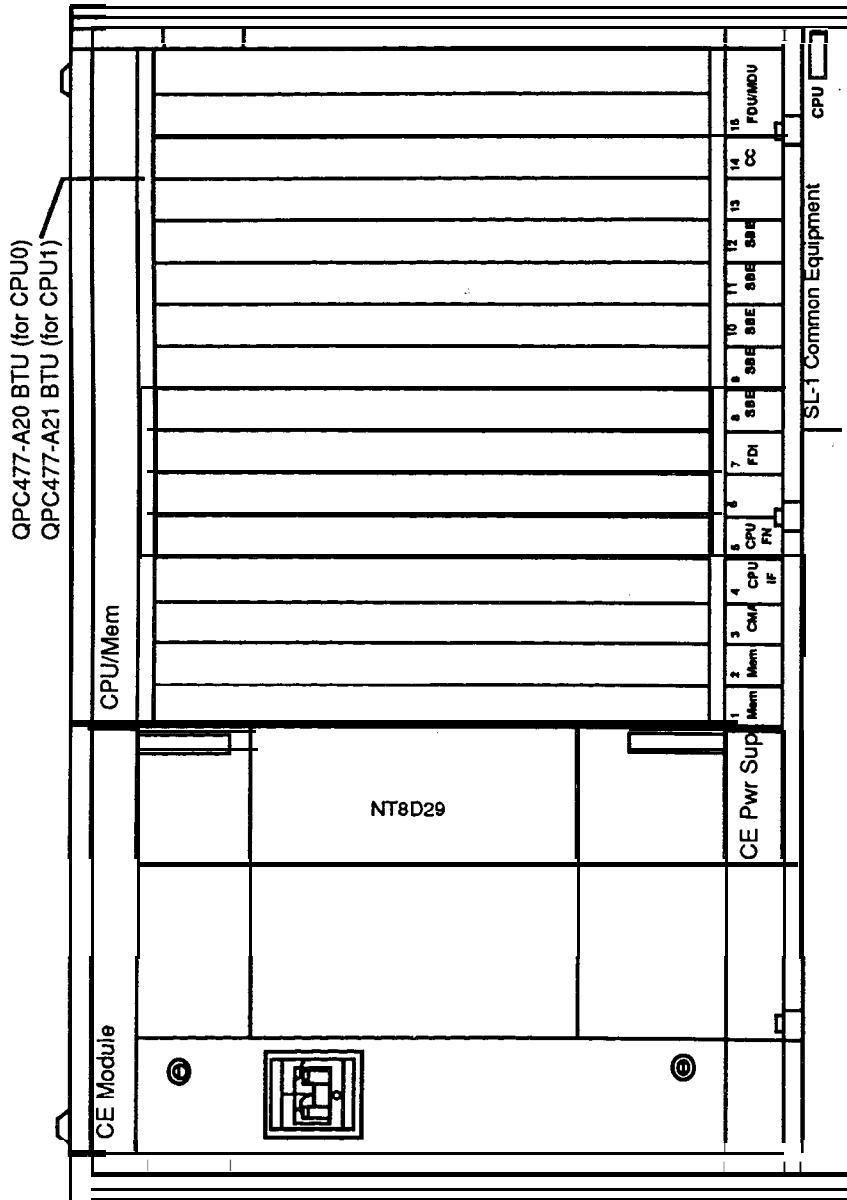 QPC477-A20 BTU (for CPU0)
QPC477-A21 BTU (for CPU1)
CE Module
CPU/Mem
NT8D29
CE Pwr Sup
1 Mem
2 Mem
3 CMA
4 CPU IF
5 CPU FN
6
7 FDI
8 SBE
9 SBE
10 SBE
11 SBE
12 SBE
13
14 CC
15 FDU/MDU
SL-1 Common Equipment
CPU